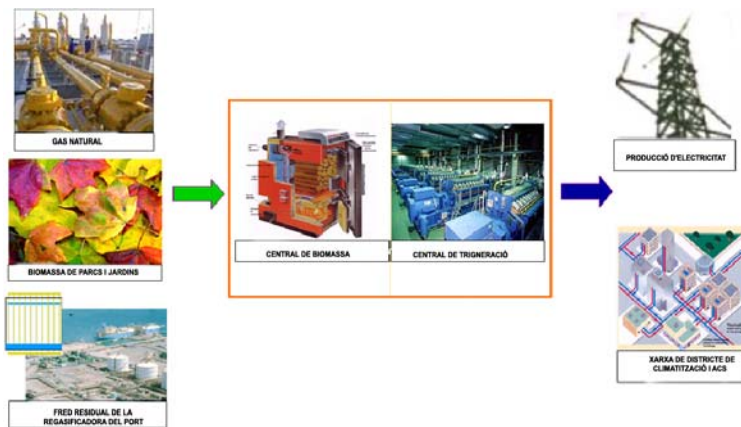 GAS NATURAL
BIOMASSA DE PARCS I JARDINS
FRED RESIDUAL DE LA
REGASIFICADORA DEL PORT
CENTRAL DE BIOMASSA
CENTRAL DE TRIGNERACIÓ
PRODUCCIÓ D'ELECTRICITAT
XARXA DE DISTRICTE DE
CLIMATITZACIÓ I ACS